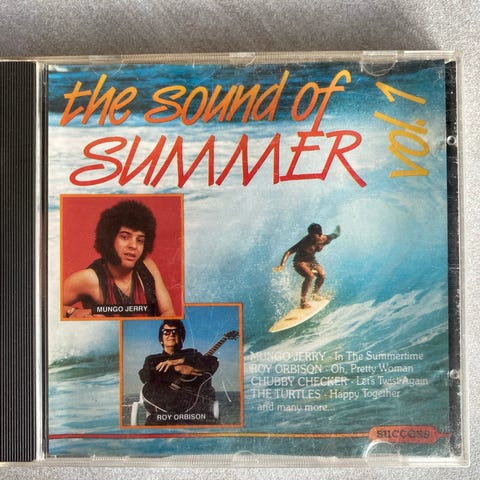 the sound of
SUMMER
vol. 1
MUNGO JERRY
ROY ORBISON
MUNGO JERRY - In The Summertime
ROY ORBISON - Oh, Pretty Woman
CHUBBY CHECKER - Let's Twist Again
THE TURTLES - Happy Together
and many more...
success